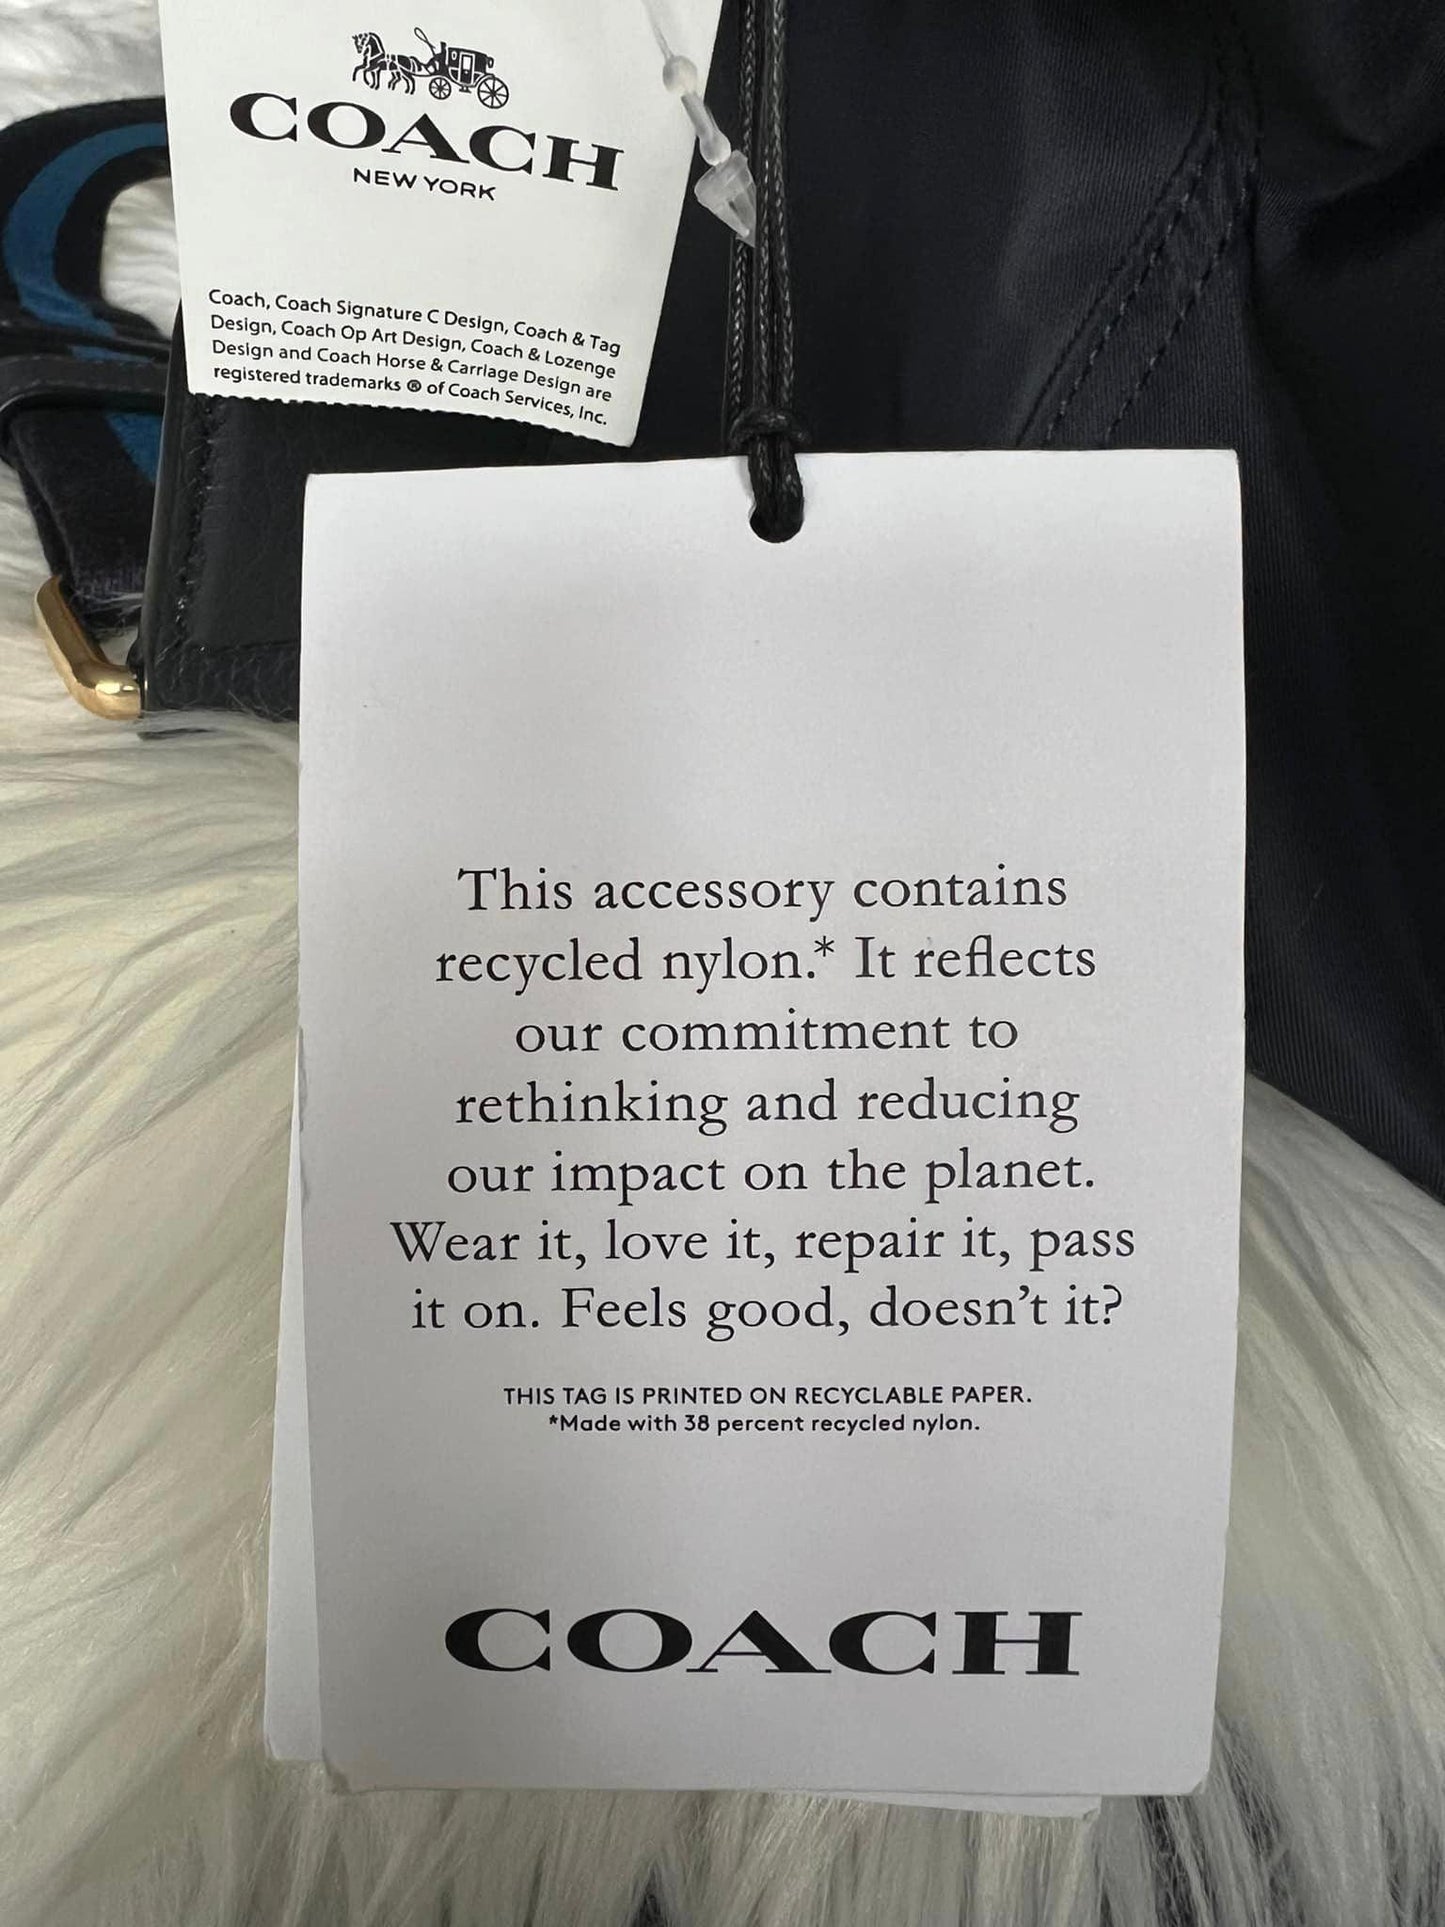 COACH
NEW YORK
Coach, Coach Signature C Design, Coach & Tag
Design, Coach Op Art Design, Coach & Lozenge
Design and Coach Horse & Carriage Design are
registered trademarks ® of Coach Services, Inc.
This accessory contains
recycled nylon.* It reflects
our commitment to
rethinking and reducing
our impact on the planet.
Wear it, love it, repair it, pass
it on. Feels good, doesn’t it?
THIS TAG IS PRINTED ON RECYCLABLE PAPER.
*Made with 38 percent recycled nylon.
COACH